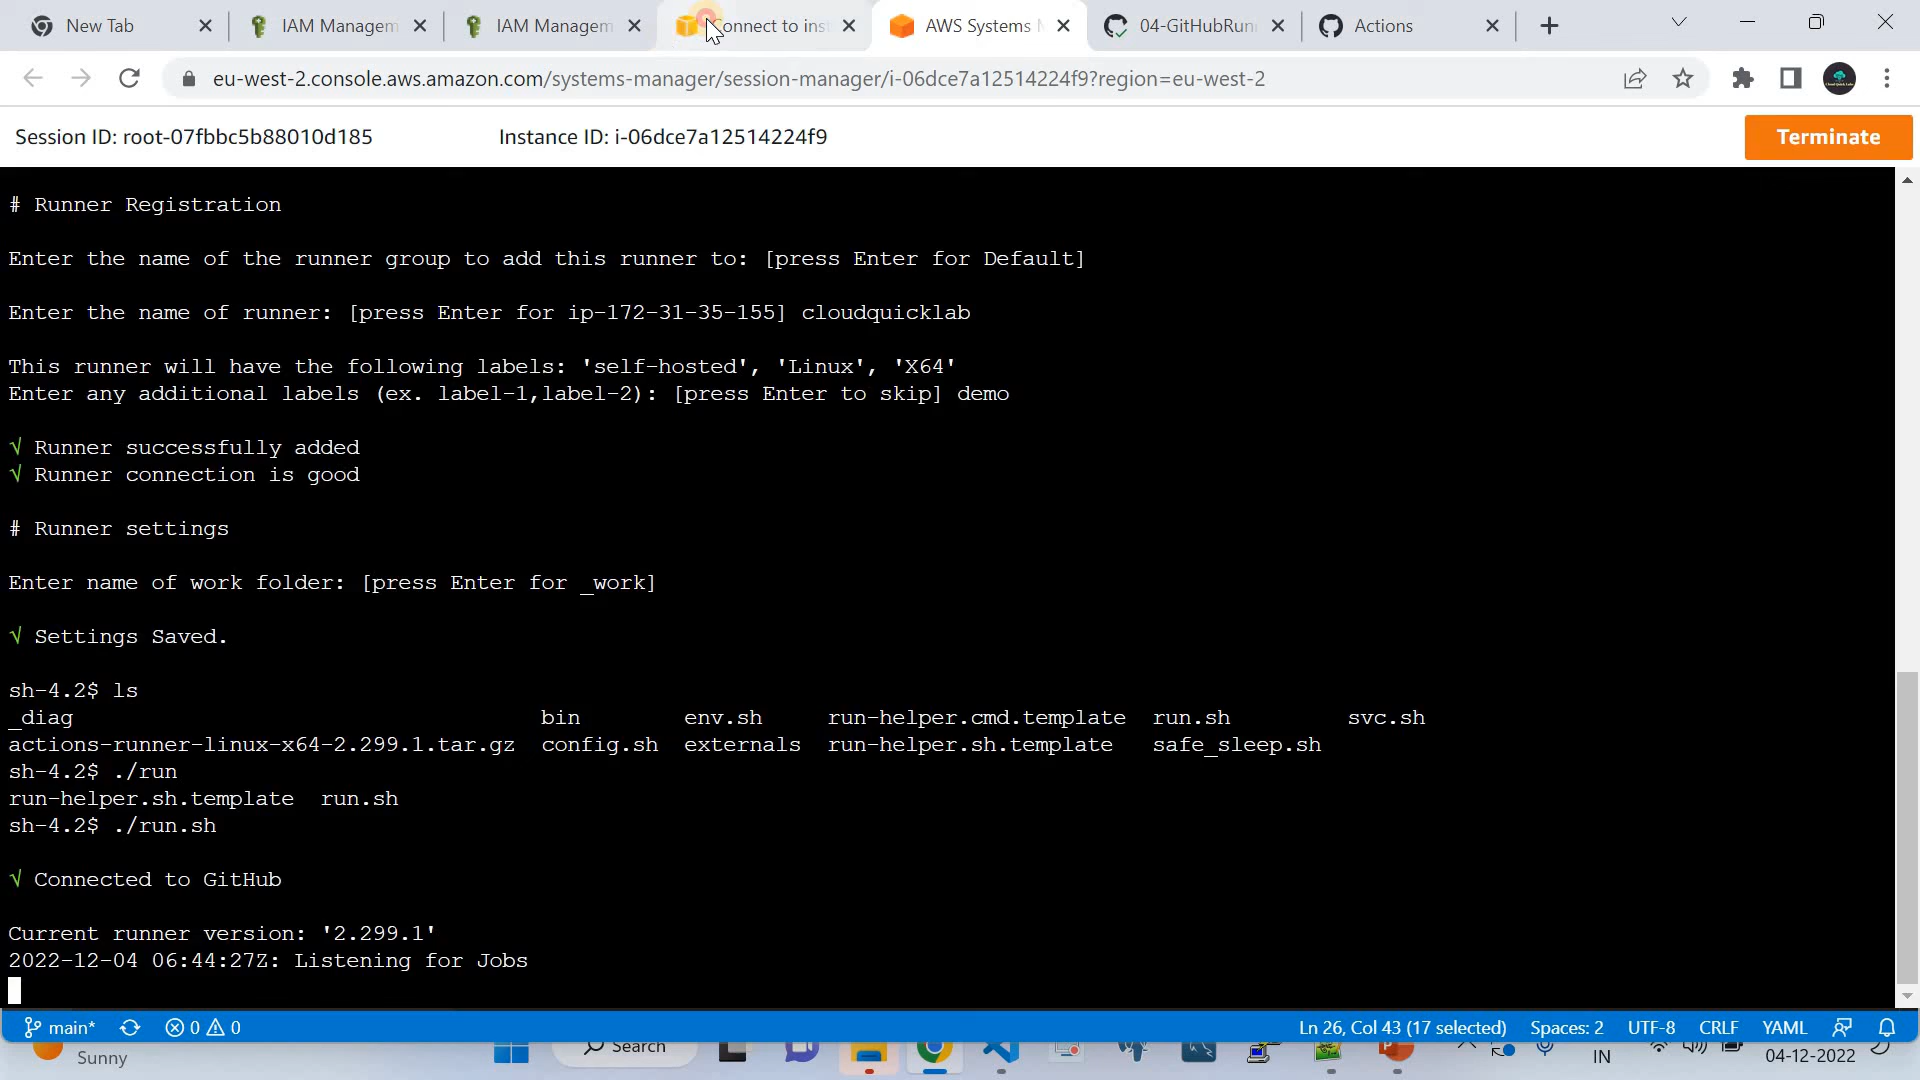 New Tab
IAM Managem
IAM Managem
onnect to inst
AWS Systems M
04-GitHubRun
Actions
eu-west-2.console.aws.amazon.com/systems-manager/session-manager/i-06dce7a12514224f9?region=eu-west-2
Session ID: root-07fbbc5b88010d185
Instance ID: i-06dce7a12514224f9
Terminate
# Runner Registration
Enter the name of the runner group to add this runner to: [press Enter for Default]
Enter the name of runner: [press Enter for ip-172-31-35-155] cloudquicklab
This runner will have the following labels: 'self-hosted', 'Linux', 'X64'
Enter any additional labels (ex. label-1,label-2): [press Enter to skip] demo
√ Runner successfully added
√ Runner connection is good
# Runner settings
Enter name of work folder: [press Enter for _work]
√ Settings Saved.
sh-4.2$ ls
_diag bin env.sh run-helper.cmd.template run.sh svc.sh
actions-runner-linux-x64-2.299.1.tar.gz config.sh externals run-helper.sh.template safe_sleep.sh
sh-4.2$ ./run
run-helper.sh.template run.sh
sh-4.2$ ./run.sh
√ Connected to GitHub
Current runner version: '2.299.1'
2022-12-04 06:44:27Z: Listening for Jobs
main* 0 0 Ln 26, Col 43 (17 selected) Spaces: 2 UTF-8 CRLF YAML
Sunny
Search
IN
04-12-2022